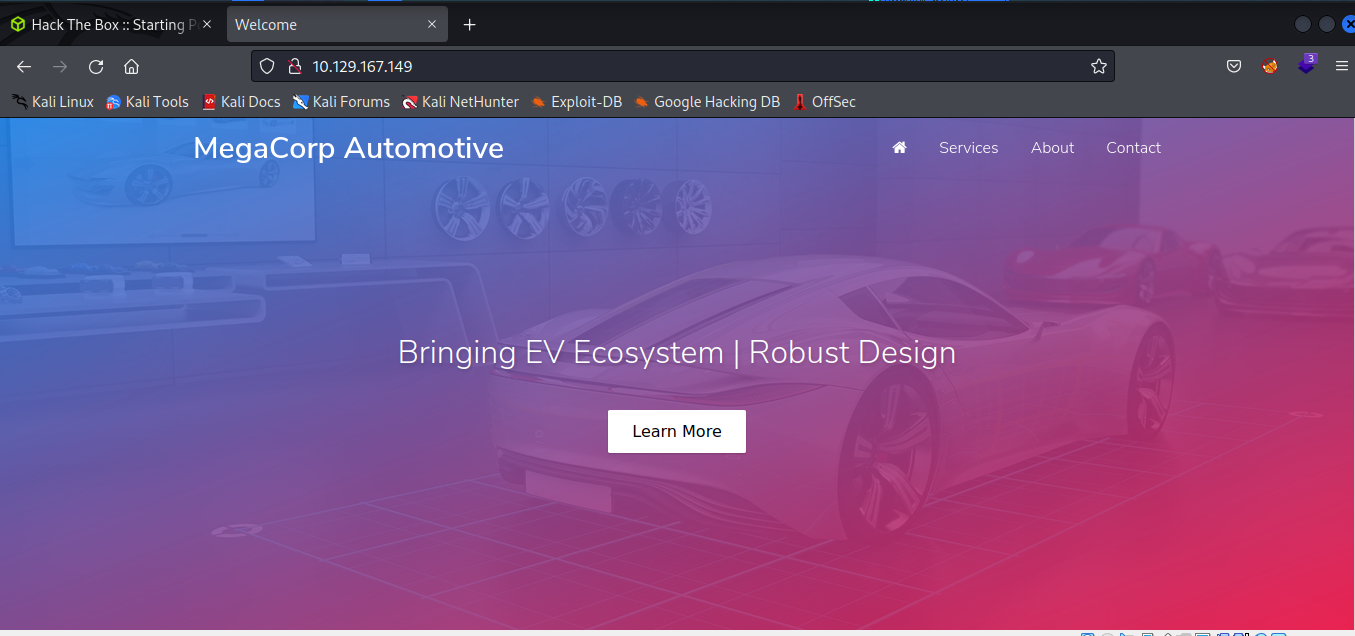 Hack The Box :: Starting P
Welcome
10.129.167.149
3
Kali Linux Kali Tools Kali Docs Kali Forums Kali NetHunter Exploit-DB Google Hacking DB OffSec
MegaCorp Automotive
Services About Contact
Bringing EV Ecosystem | Robust Design
Learn More